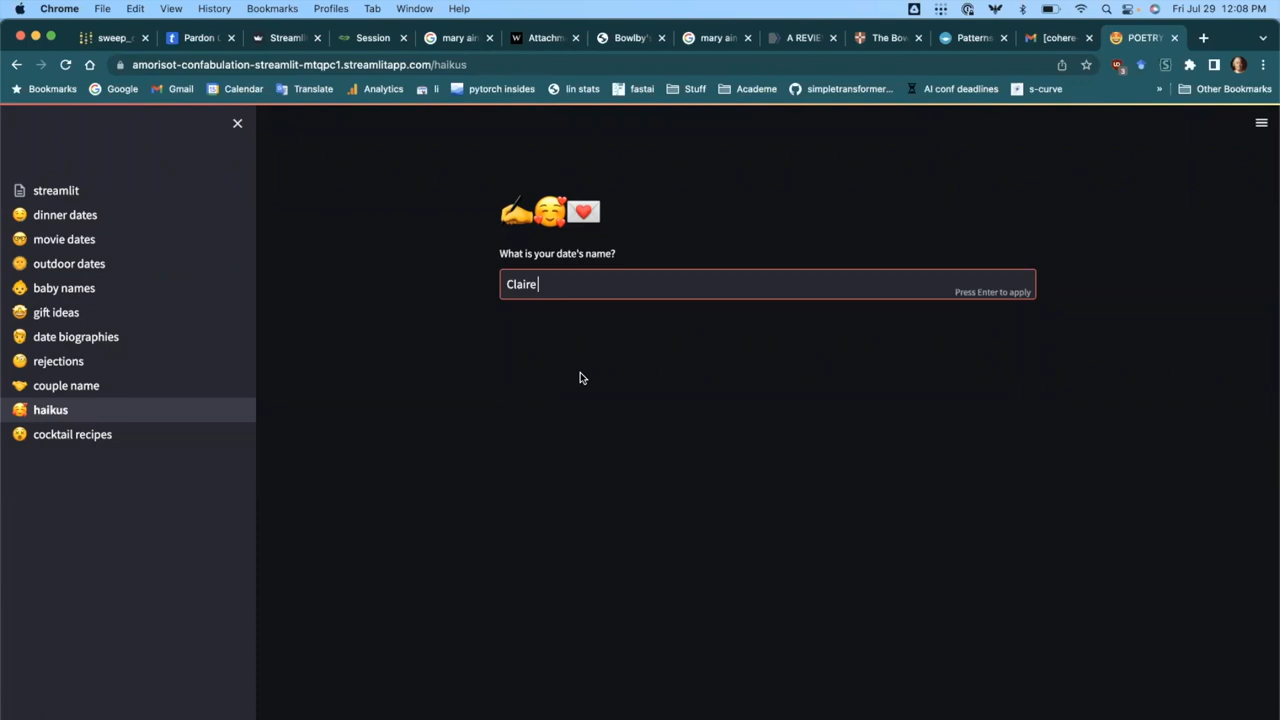 Chrome File Edit View History Bookmarks Profiles Tab Window Help Fri Jul 29 12:08 PM
sweep_ Pardon Streamli Session mary ain Attachm Bowlby's mary ain A REVIE The Bow Patterns [cohere POETRY
amorisot-confabulation-streamlit-mtqpc1.streamlitapp.com/haikus
Bookmarks Google Gmail Calendar Translate Analytics li pytorch insides lin stats fastai Stuff Academe simpletransformer... AI conf deadlines s-curve » Other Bookmarks
streamlit
dinner dates
movie dates
outdoor dates
baby names
gift ideas
date biographies
rejections
couple name
haikus
cocktail recipes
What is your date's name?
Claire
Press Enter to apply